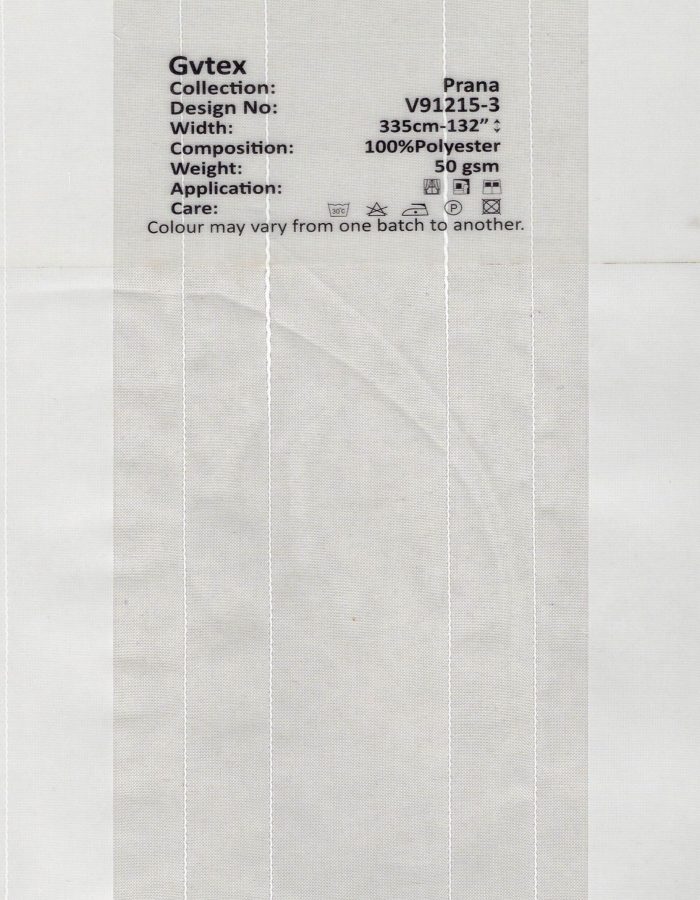 Gvtex
Collection: Prana
Design No: V91215-3
Width: 335cm-132”
Composition: 100%Polyester
Weight: 50 gsm
Application:
Care: 30°C P
Colour may vary from one batch to another.